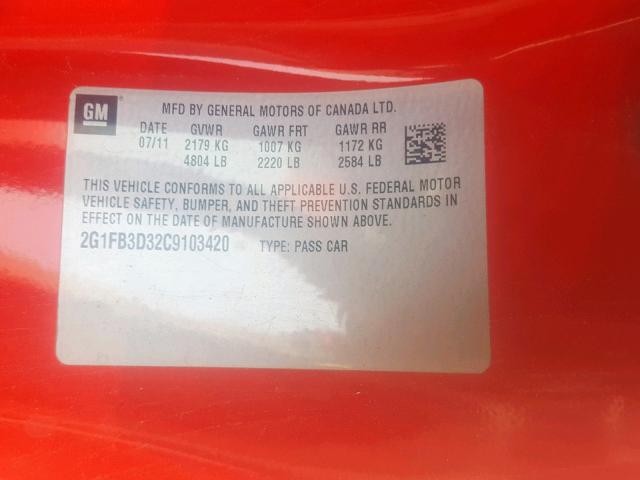 GM
MFD BY GENERAL MOTORS OF CANADA LTD.
DATE GVWR GAWR FRT GAWR RR
07/11 2179 KG 1007 KG 1172 KG
4804 LB 2220 LB 2584 LB
THIS VEHICLE CONFORMS TO ALL APPLICABLE U.S. FEDERAL MOTOR
VEHICLE SAFETY, BUMPER, AND THEFT PREVENTION STANDARDS IN
EFFECT ON THE DATE OF MANUFACTURE SHOWN ABOVE.
2G1FB3D32C9103420 TYPE: PASS CAR